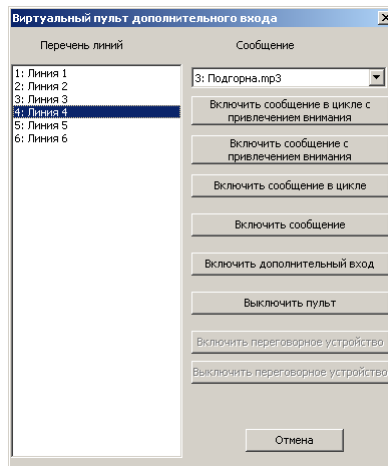 Виртуальный пульт дополнительного входа
Перечень линий
Сообщение
1: Линия 1
2: Линия 2
3: Линия 3
4: Линия 4
5: Линия 5
6: Линия 6
3: Подгорна.mp3
Включить сообщение в цикле с
привлечением внимания
Включить сообщение с
привлечением внимания
Включить сообщение в цикле
Включить сообщение
Включить дополнительный вход
Выключить пульт
Включить переговорное устройство
Выключить переговорное устройство
Отмена